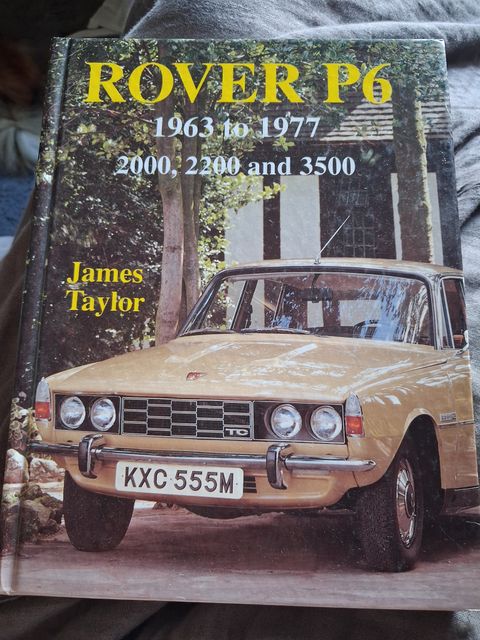 ROVER P6
1963 to 1977
2000, 2200 and 3500
James
Taylor
TC
KXC 555M